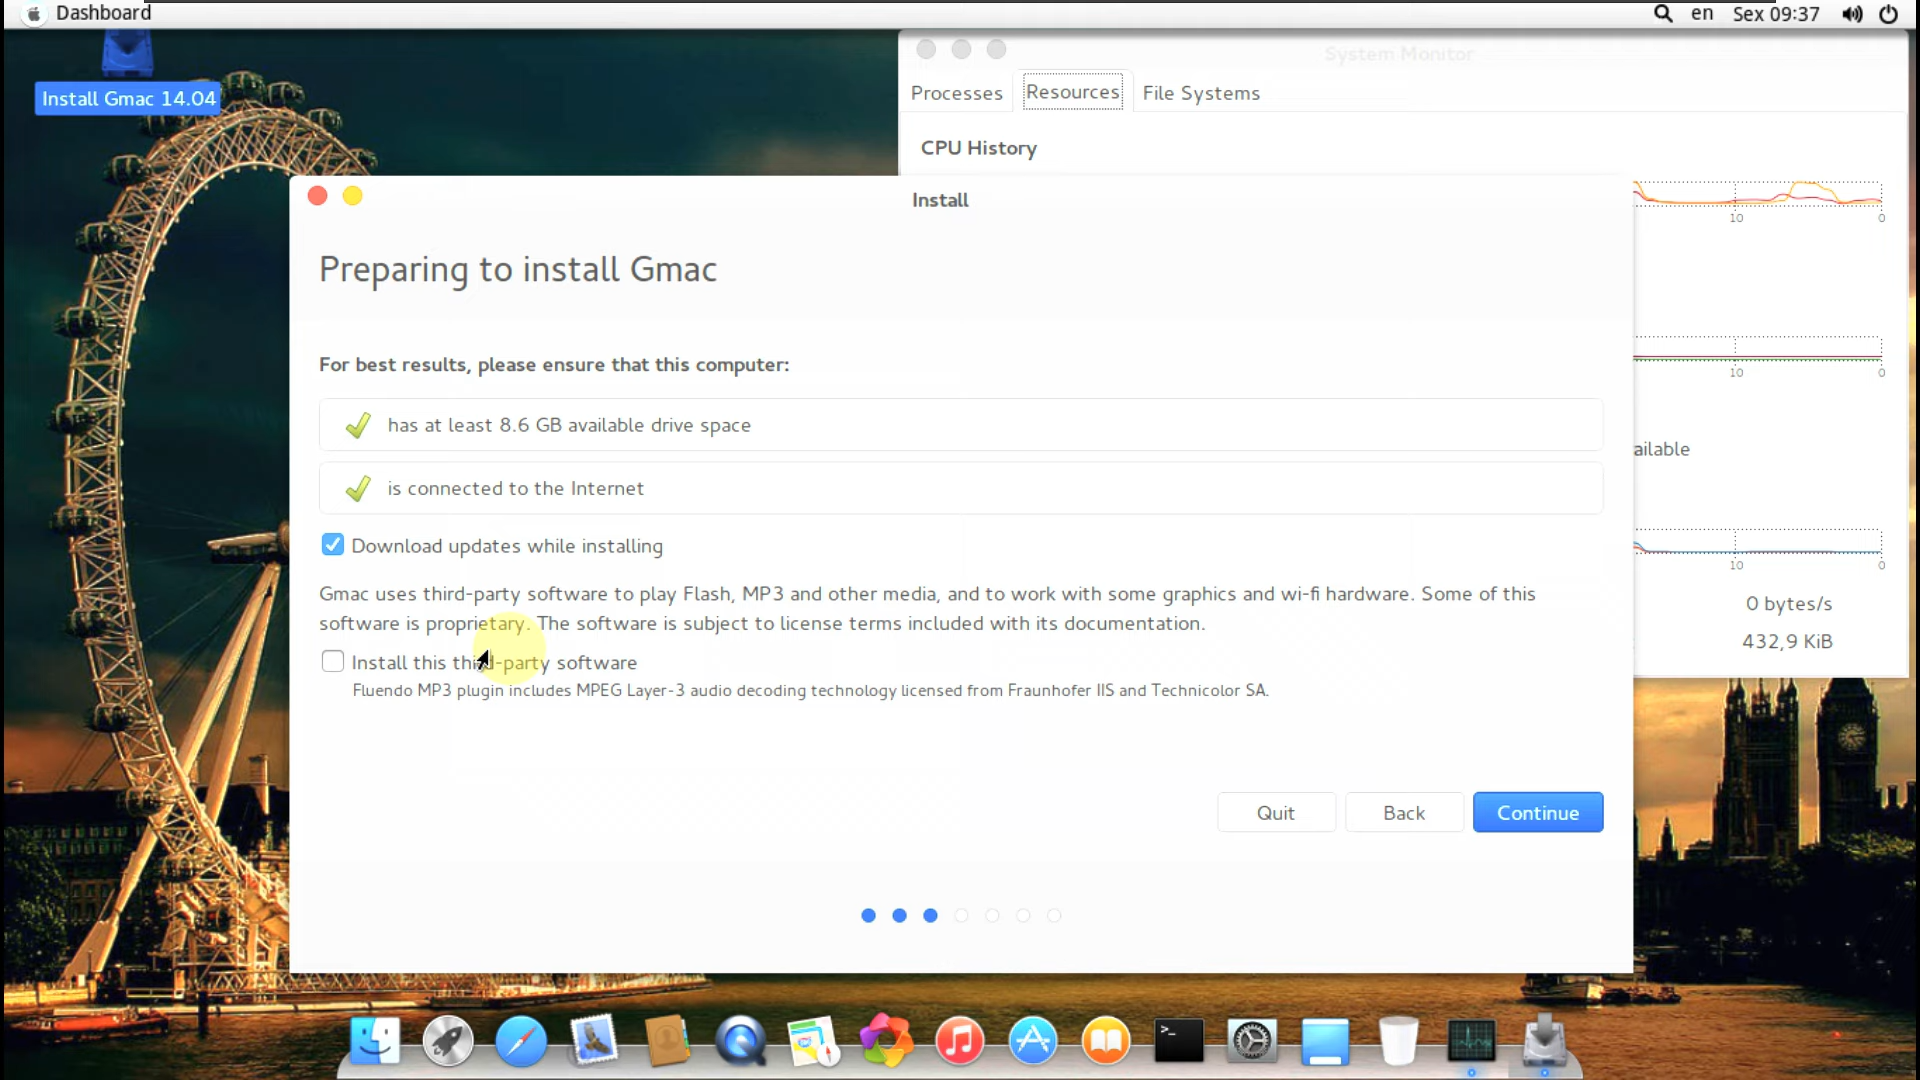 Dashboard
en Sex 09:37
Install Gmac 14.04
System Monitor
Processes Resources File Systems
CPU History
Install
Preparing to install Gmac
For best results, please ensure that this computer:
has at least 8.6 GB available drive space
is connected to the Internet
Download updates while installing
Gmac uses third-party software to play Flash, MP3 and other media, and to work with some graphics and wi-fi hardware. Some of this
software is proprietary. The software is subject to license terms included with its documentation.
Install this third-party software
Fluendo MP3 plugin includes MPEG Layer-3 audio decoding technology licensed from Fraunhofer IIS and Technicolor SA.
Quit Back Continue
10 0
10 0
ailable
10 0
0 bytes/s
432,9 KiB
>_